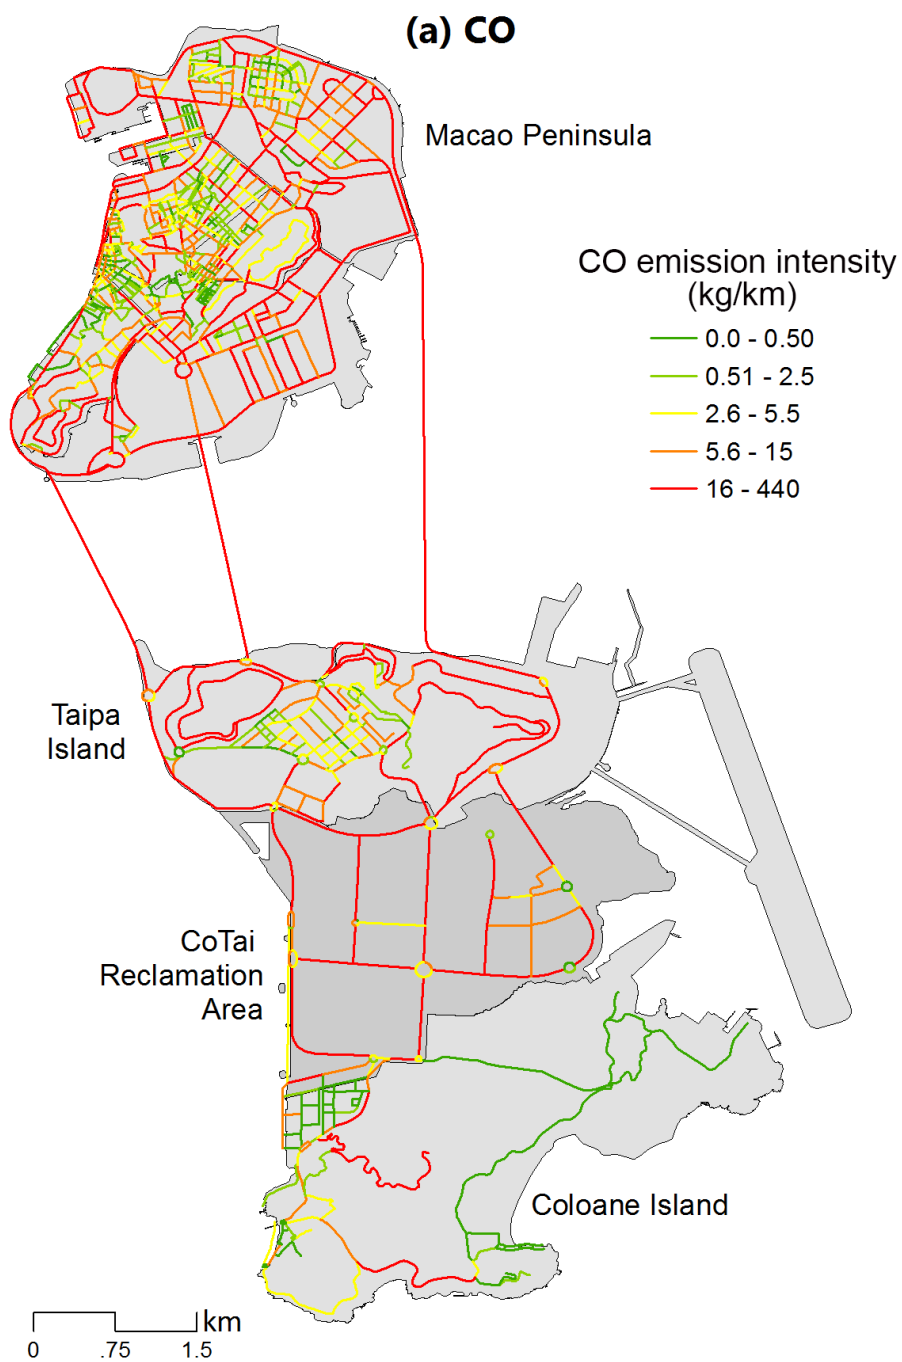 (a) CO
Macao Peninsula
CO emission intensity
(kg/km)
0.0 - 0.50
0.51 - 2.5
2.6 - 5.5
5.6 - 15
16 - 440
Taipa
Island
CoTai
Reclamation
Area
Coloane Island
km
0 .75 1.5